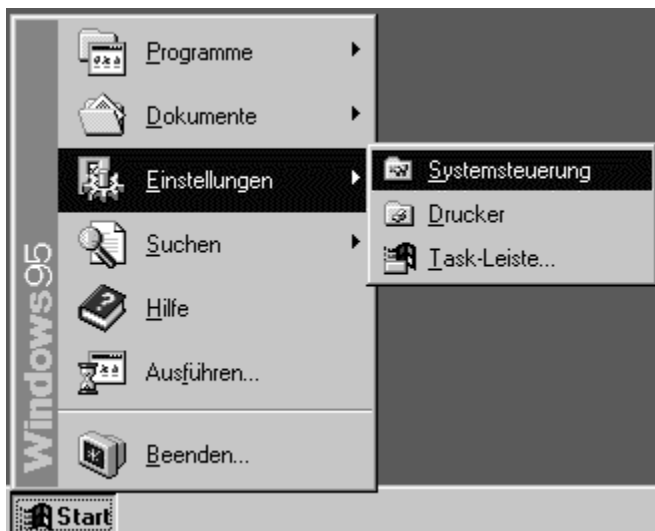 Programme
Dokumente
Einstellungen
Suchen
Hilfe
Ausführen...
Beenden...
Systemsteuerung
Drucker
Task-Leiste...
Windows95
Start